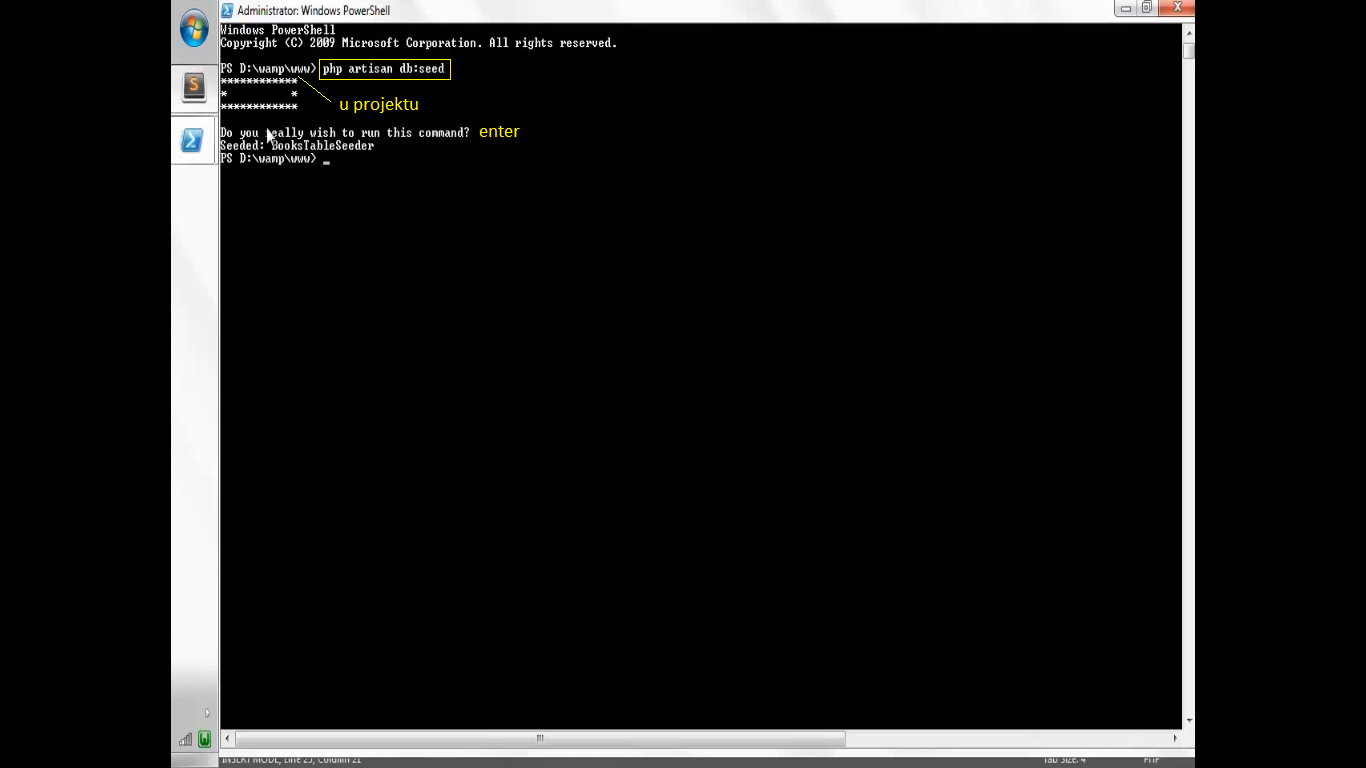 Administrator: Windows PowerShell
Windows PowerShell
Copyright (C) 2009 Microsoft Corporation. All rights reserved.
PS D:\wamp\www> php artisan db:seed
************
*          *
************
u projektu
Do you really wish to run this command? enter
Seeded: BooksTableSeeder
PS D:\wamp\www> _
INSERT MODE, Line 25, Column 21
Tab Size: 4
PHP